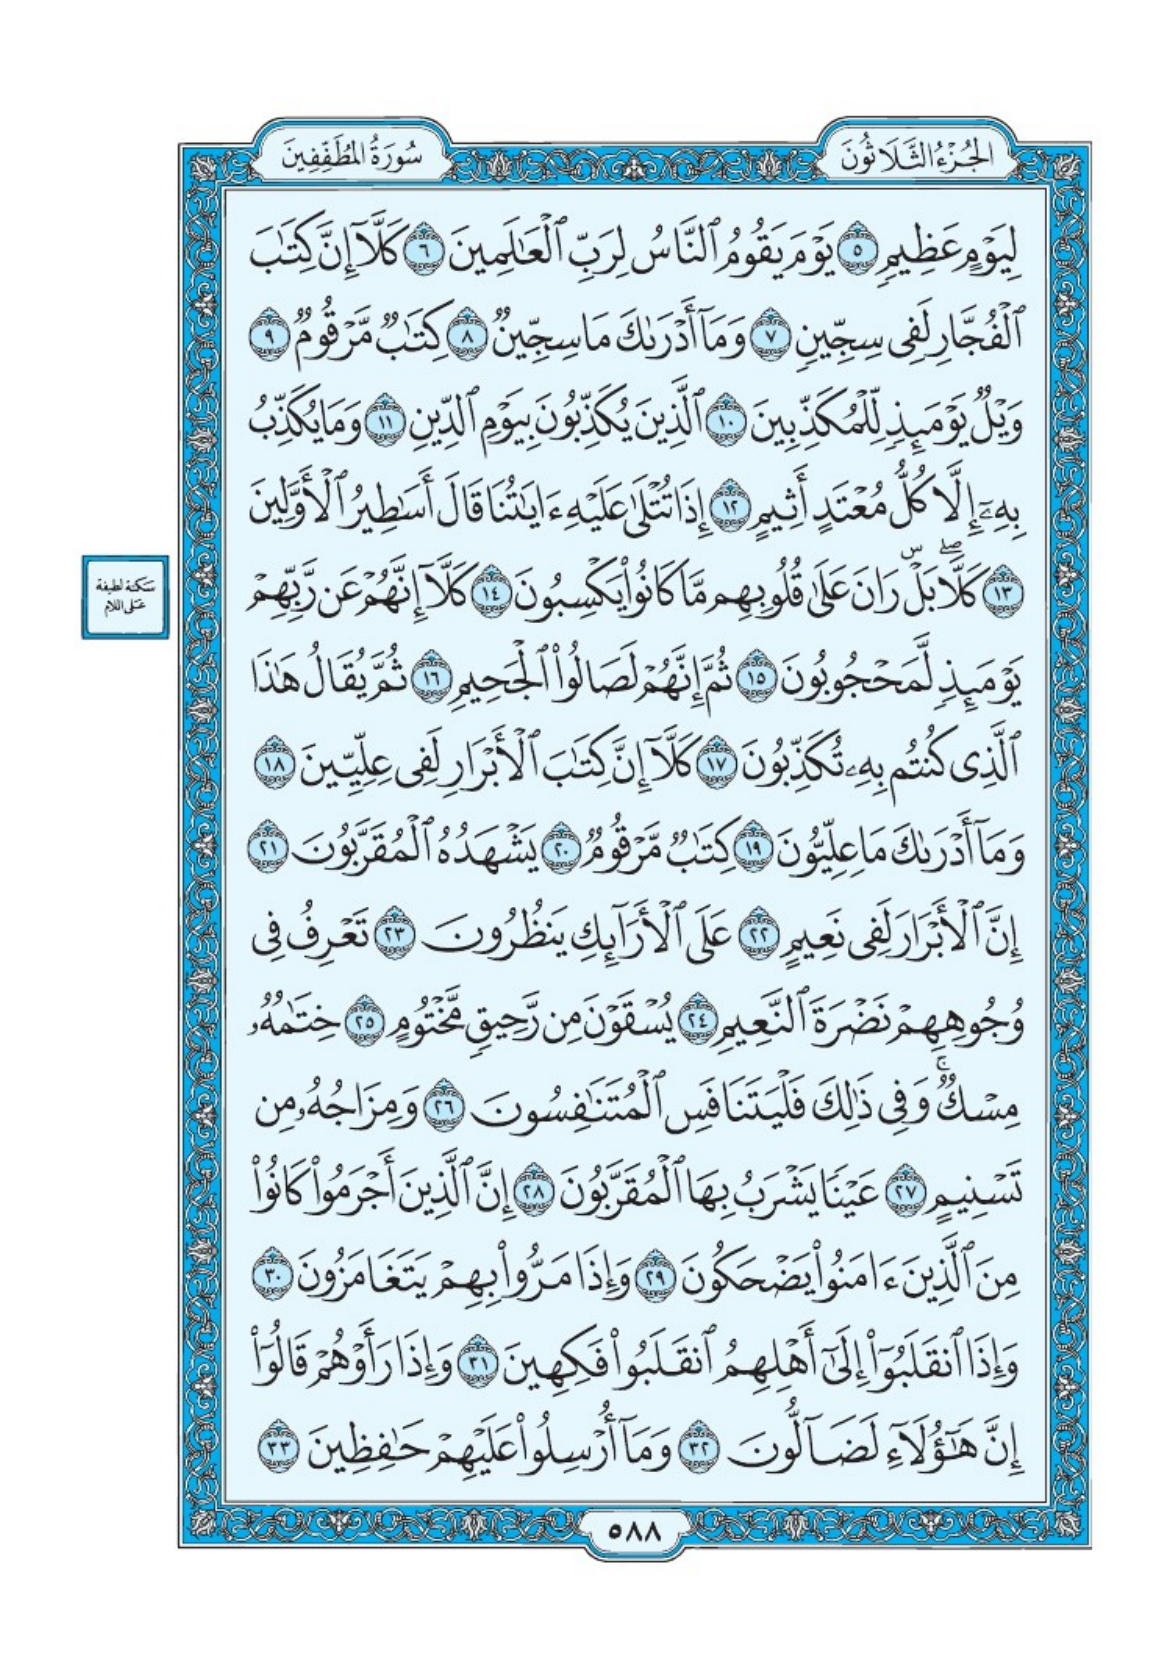 الجُزْءُ الثَّلَاثُونَ
سُورَةُ المُطَفِّفِينَ
لِيَوْمٍ عَظِيمٍ ٥ يَوْمَ يَقُومُ ٱلنَّاسُ لِرَبِّ ٱلْعَٰلَمِينَ ٦ كَلَّآ إِنَّ كِتَٰبَ
ٱلْفُجَّارِ لَفِى سِجِّينٍ ٧ وَمَآ أَدْرَىٰكَ مَا سِجِّينٌ ٨ كِتَٰبٌ مَّرْقُومٌ ٩
وَيْلٌ يَوْمَئِذٍ لِّلْمُكَذِّبِينَ ١٠ ٱلَّذِينَ يُكَذِّبُونَ بِيَوْمِ ٱلدِّينِ ١١ وَمَا يُكَذِّبُ
بِهِۦٓ إِلَّا كُلُّ مُعْتَدٍ أَثِيمٍ ١٢ إِذَا تُتْلَىٰ عَلَيْهِ ءَايَٰتُنَا قَالَ أَسَٰطِيرُ ٱلْأَوَّلِينَ
١٣ كَلَّا ۖ بَلْ ۜ رَانَ عَلَىٰ قُلُوبِهِم مَّا كَانُوا۟ يَكْسِبُونَ ١٤ كَلَّآ إِنَّهُمْ عَن رَّبِّهِمْ
سكتة لطيفة
على اللام
يَوْمَئِذٍ لَّمَحْجُوبُونَ ١٥ ثُمَّ إِنَّهُمْ لَصَالُوا۟ ٱلْجَحِيمِ ١٦ ثُمَّ يُقَالُ هَٰذَا
ٱلَّذِى كُنتُم بِهِۦ تُكَذِّبُونَ ١٧ كَلَّآ إِنَّ كِتَٰبَ ٱلْأَبْرَارِ لَفِى عِلِّيِّينَ ١٨
وَمَآ أَدْرَىٰكَ مَا عِلِّيُّونَ ١٩ كِتَٰبٌ مَّرْقُومٌ ٢٠ يَشْهَدُهُ ٱلْمُقَرَّبُونَ ٢١
إِنَّ ٱلْأَبْرَارَ لَفِى نَعِيمٍ ٢٢ عَلَى ٱلْأَرَآئِكِ يَنظُرُونَ ٢٣ تَعْرِفُ فِى
وُجُوهِهِمْ نَضْرَةَ ٱلنَّعِيمِ ٢٤ يُسْقَوْنَ مِن رَّحِيقٍ مَّخْتُومٍ ٢٥ خِتَٰمُهُۥ
مِسْكٌ ۚ وَفِى ذَٰلِكَ فَلْيَتَنَافَسِ ٱلْمُتَنَٰفِسُونَ ٢٦ وَمِزَاجُهُۥ مِن
تَسْنِيمٍ ٢٧ عَيْنًا يَشْرَبُ بِهَا ٱلْمُقَرَّبُونَ ٢٨ إِنَّ ٱلَّذِينَ أَجْرَمُوا۟ كَانُوا۟
مِنَ ٱلَّذِينَ ءَامَنُوا۟ يَضْحَكُونَ ٢٩ وَإِذَا مَرُّوا۟ بِهِمْ يَتَغَامَزُونَ ٣٠
وَإِذَا ٱنقَلَبُوٓا۟ إِلَىٰٓ أَهْلِهِمُ ٱنقَلَبُوا۟ فَكِهِينَ ٣١ وَإِذَا رَأَوْهُمْ قَالُوٓا۟
إِنَّ هَٰٓؤُلَآءِ لَضَآلُّونَ ٣٢ وَمَآ أُرْسِلُوا۟ عَلَيْهِمْ حَٰفِظِينَ ٣٣
٥٨٨